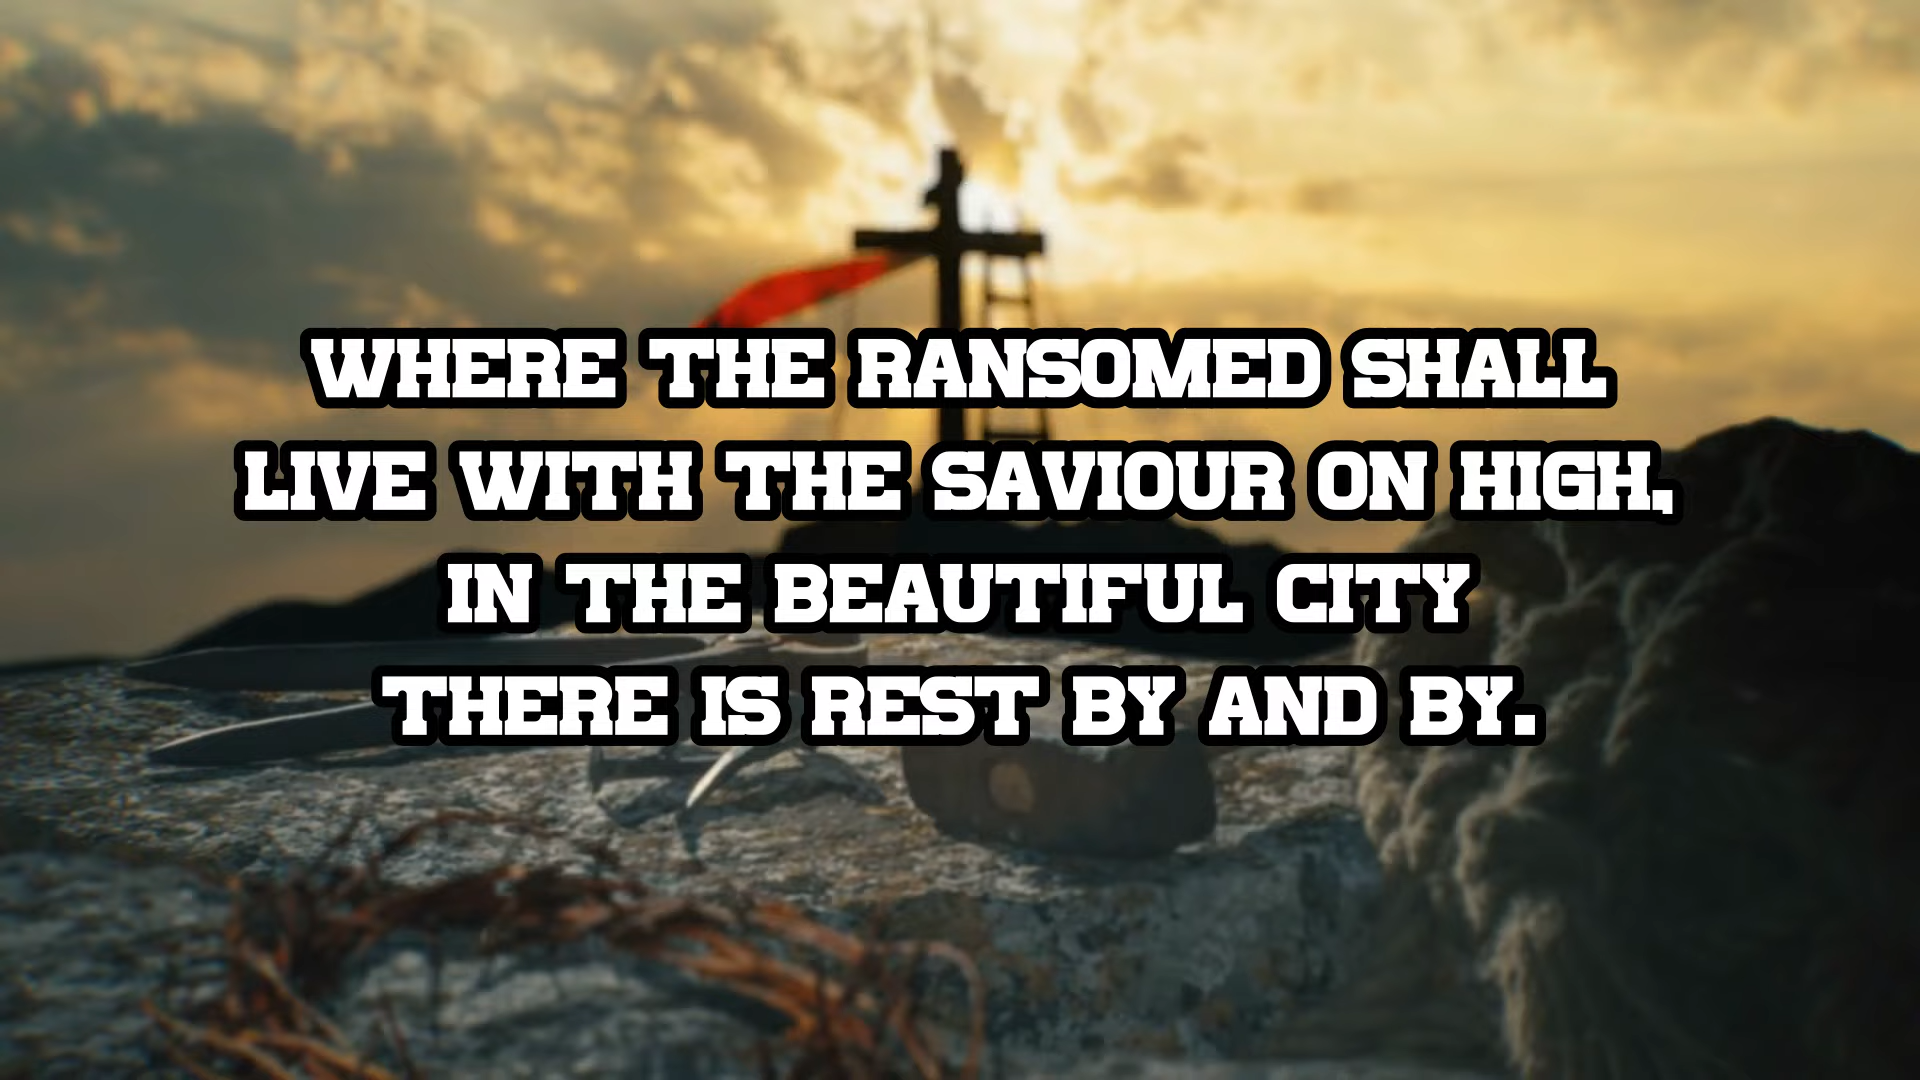 WHERE THE RANSOMED SHALL
LIVE WITH THE SAVIOUR ON HIGH,
IN THE BEAUTIFUL CITY
THERE IS REST BY AND BY.